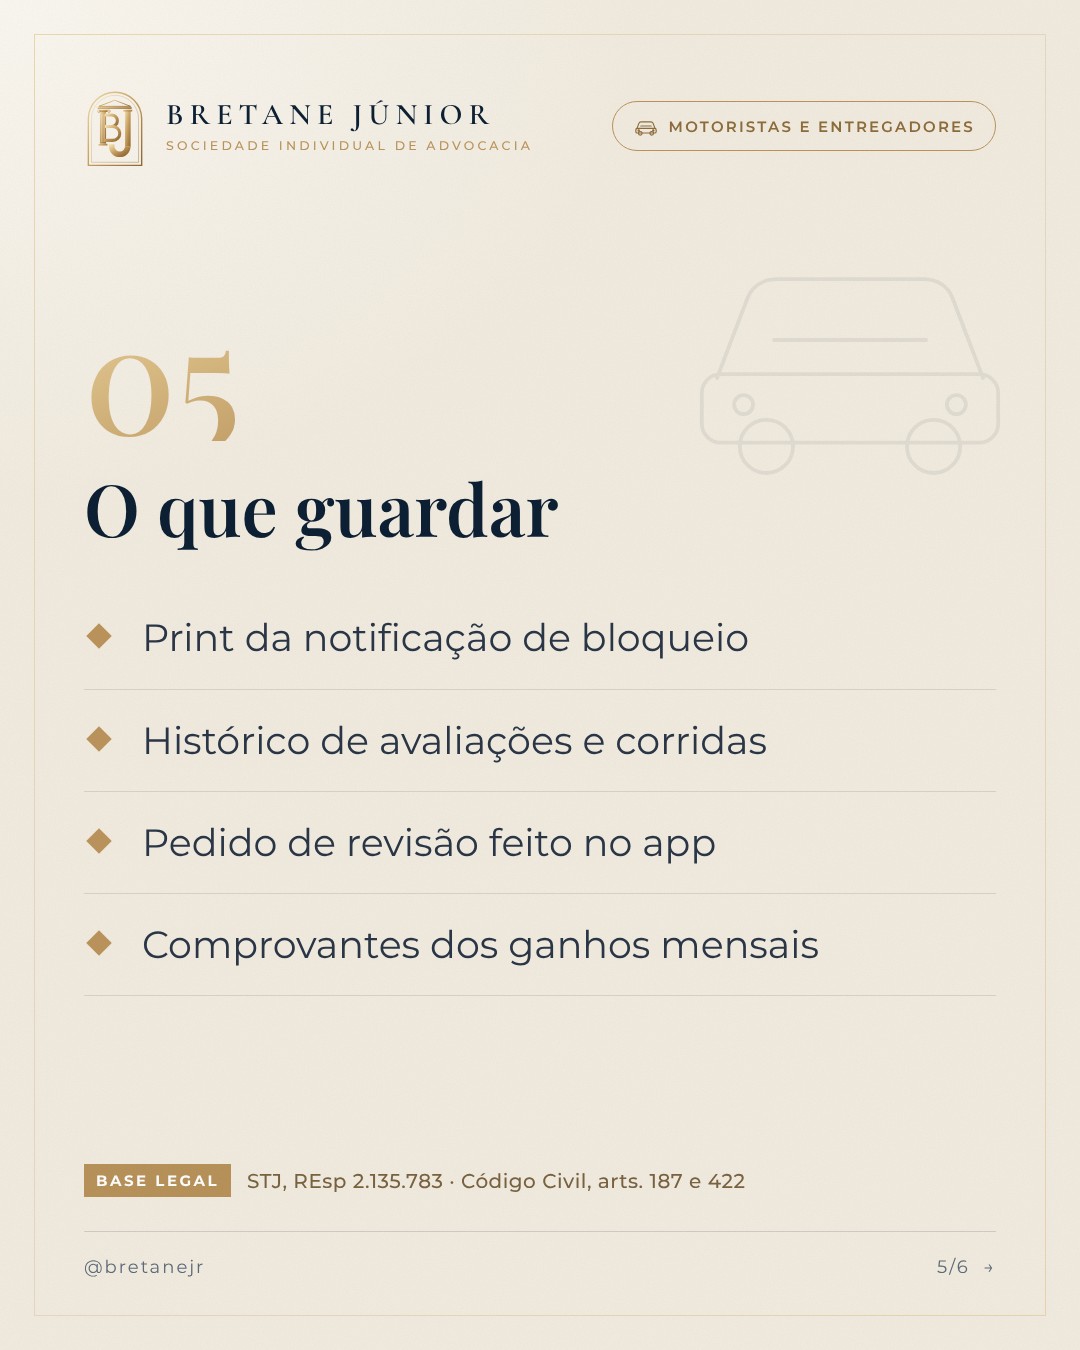 BJ
BRETANE JÚNIOR
SOCIEDADE INDIVIDUAL DE ADVOCACIA
MOTORISTAS E ENTREGADORES
05
O que guardar
Print da notificação de bloqueio
Histórico de avaliações e corridas
Pedido de revisão feito no app
Comprovantes dos ganhos mensais
BASE LEGAL STJ, REsp 2.135.783 · Código Civil, arts. 187 e 422
@bretanejr
5/6 →